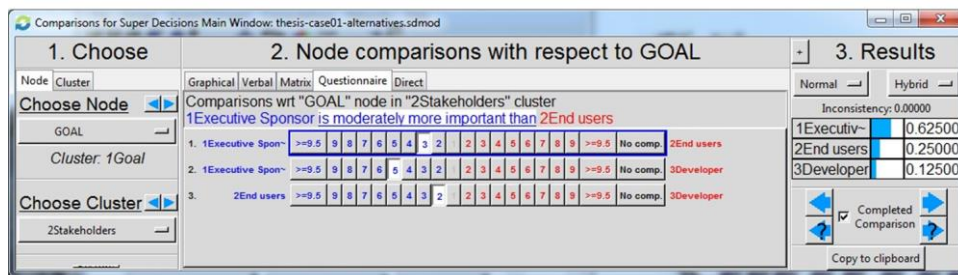 Comparisons for Super Decisions Main Window: thesis-case01-alternatives.sdmod
1. Choose
2. Node comparisons with respect to GOAL
+ 3. Results
Node Cluster
Graphical Verbal Matrix Questionnaire Direct
Normal Hybrid
Choose Node
Comparisons wrt "GOAL" node in "2Stakeholders" cluster
1Executive Sponsor is moderately more important than 2End users
Inconsistency: 0.00000
GOAL
Cluster: 1Goal
1. 1Executive Spon~ >=9.5 9 8 7 6 5 4 3 2 1 2 3 4 5 6 7 8 9 >=9.5 No comp. 2End users
2. 1Executive Spon~ >=9.5 9 8 7 6 5 4 3 2 1 2 3 4 5 6 7 8 9 >=9.5 No comp. 3Developer
3. 2End users >=9.5 9 8 7 6 5 4 3 2 1 2 3 4 5 6 7 8 9 >=9.5 No comp. 3Developer
1Executiv~ 0.62500
2End users 0.25000
3Developer 0.12500
Choose Cluster
2Stakeholders
Completed
Comparison
? ?
Copy to clipboard